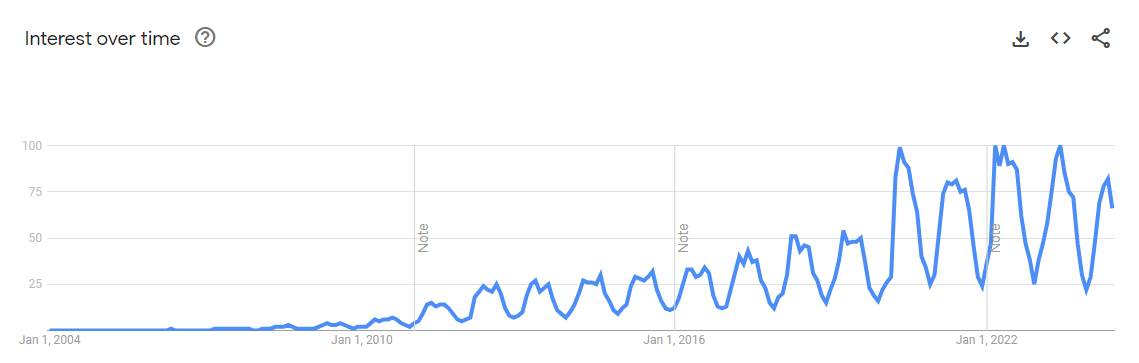 Interest over time
100
75
50
25
Note
Note
Note
Jan 1, 2004
Jan 1, 2010
Jan 1, 2016
Jan 1, 2022